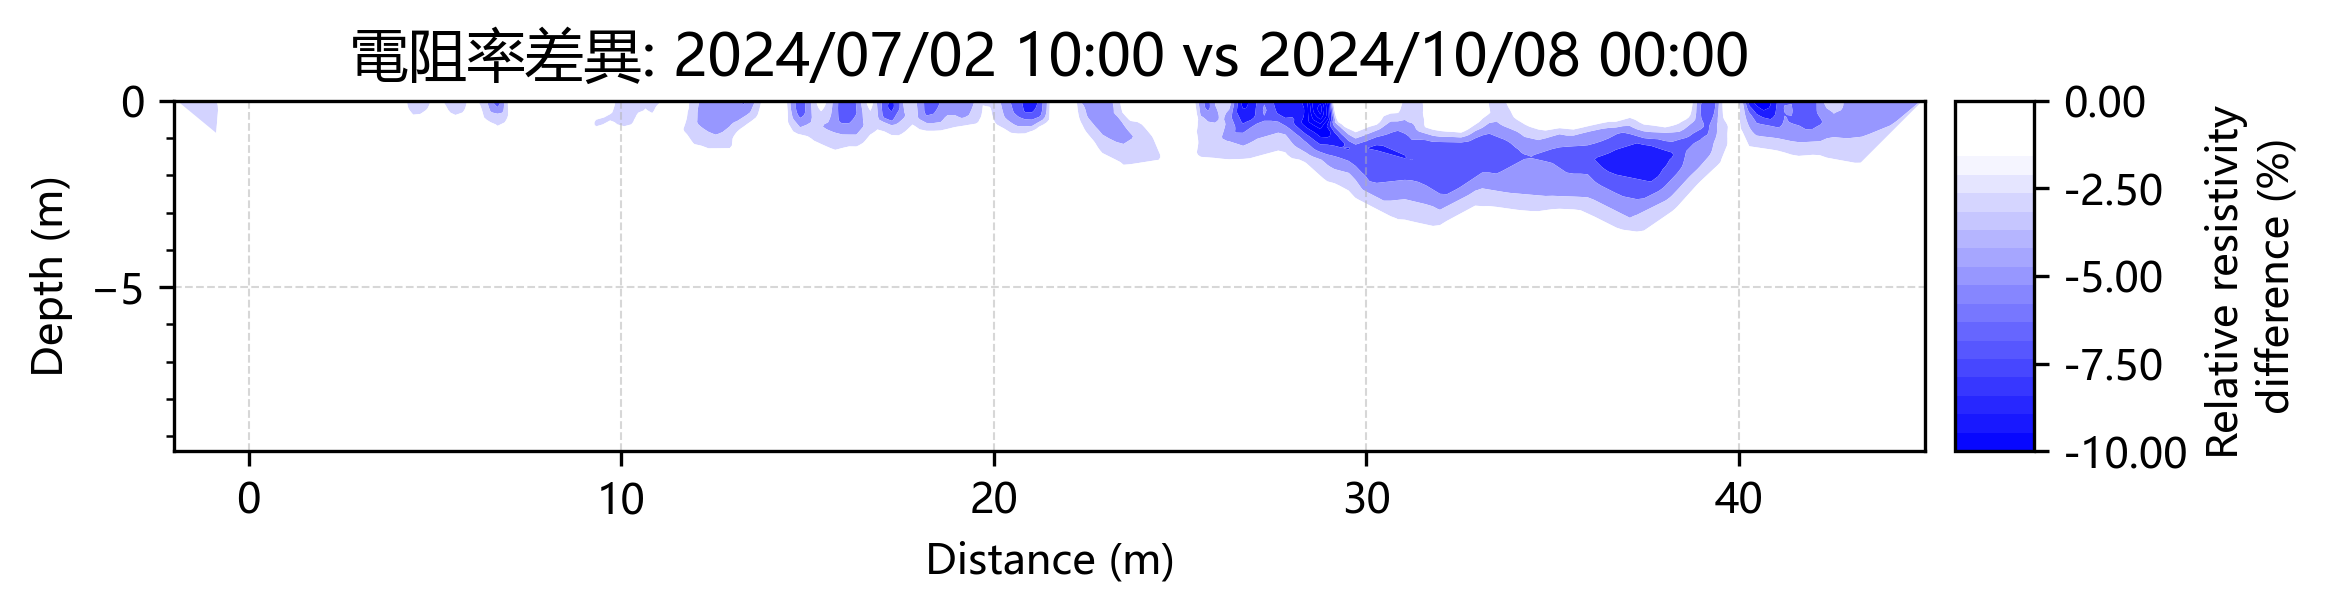 電阻率差異: 2024/07/02 10:00 vs 2024/10/08 00:00
0
−5
Depth (m)
0 10 20 30 40
Distance (m)
0.00
-2.50
-5.00
-7.50
-10.00
Relative resistivity
difference (%)